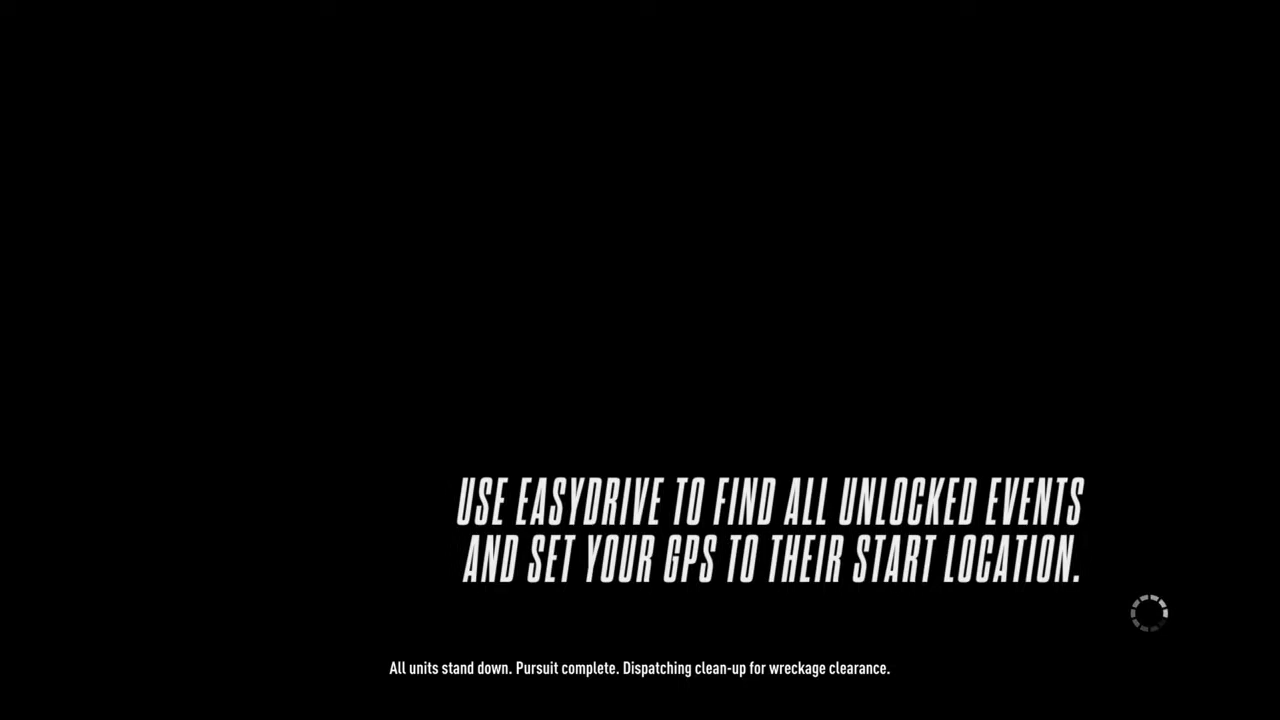 USE EASYDRIVE TO FIND ALL UNLOCKED EVENTS
AND SET YOUR GPS TO THEIR START LOCATION.
All units stand down. Pursuit complete. Dispatching clean-up for wreckage clearance.